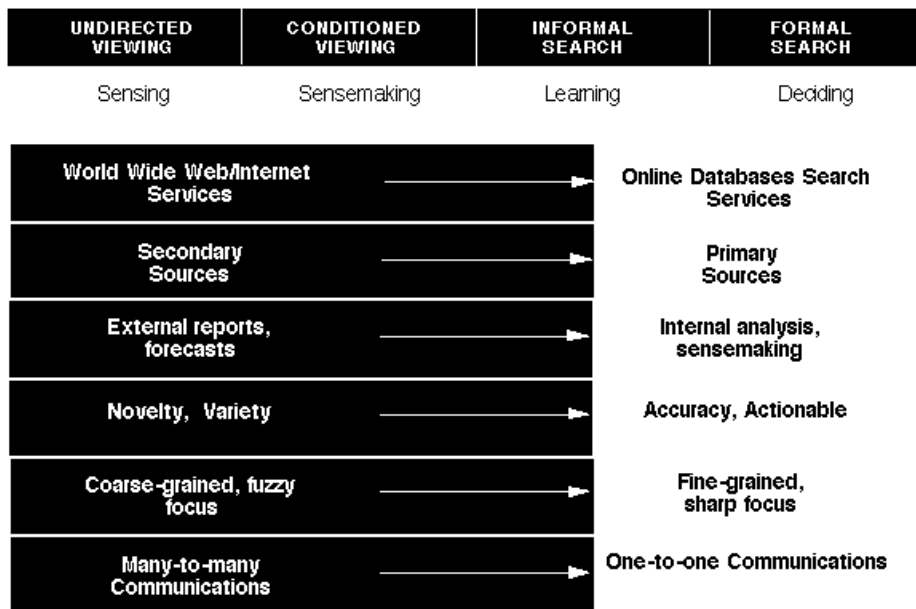 UNDIRECTED VIEWING
CONDITIONED VIEWING
INFORMAL SEARCH
FORMAL SEARCH
Sensing
Sensemaking
Learning
Deciding
World Wide Web/Internet
Services
Online Databases Search
Services
Secondary
Sources
Primary
Sources
External reports,
forecasts
Internal analysis,
sensemaking
Novelty, Variety
Accuracy, Actionable
Coarse-grained, fuzzy
focus
Fine-grained,
sharp focus
Many-to-many
Communications
One-to-one Communications